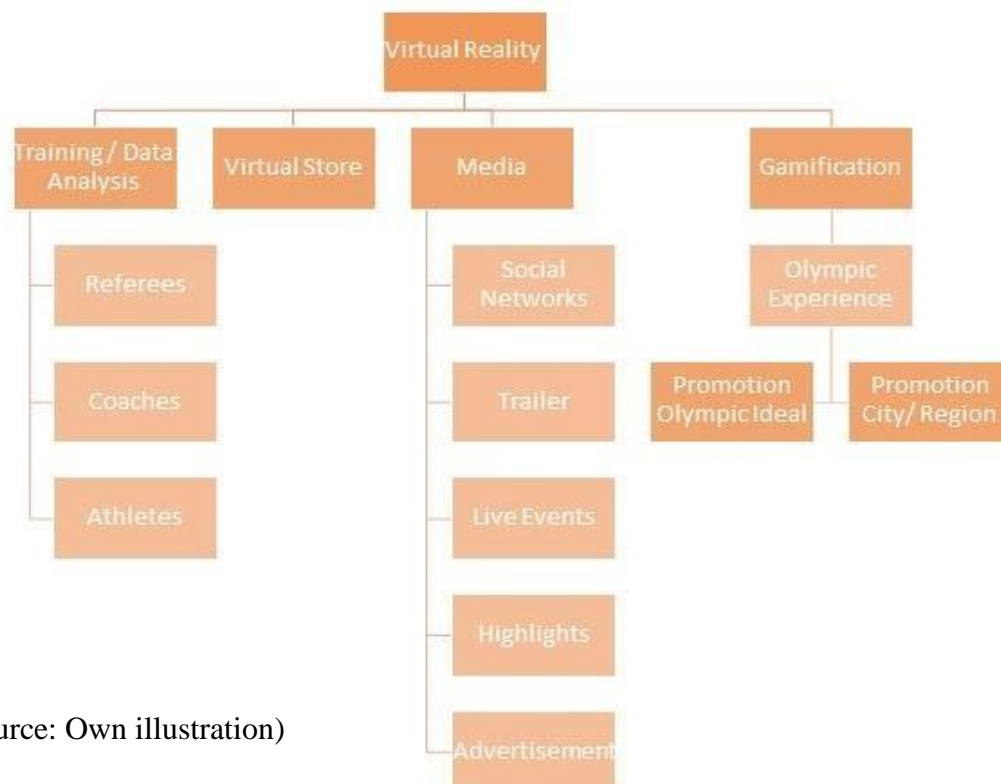 Virtual Reality
Training / Data
Analysis
Virtual Store
Media
Gamification
Referees
Coaches
Athletes
Social
Networks
Trailer
Live Events
Highlights
Advertisement
Olympic
Experience
Promotion
Olympic Ideal
Promotion
City/ Region
urce: Own illustration)